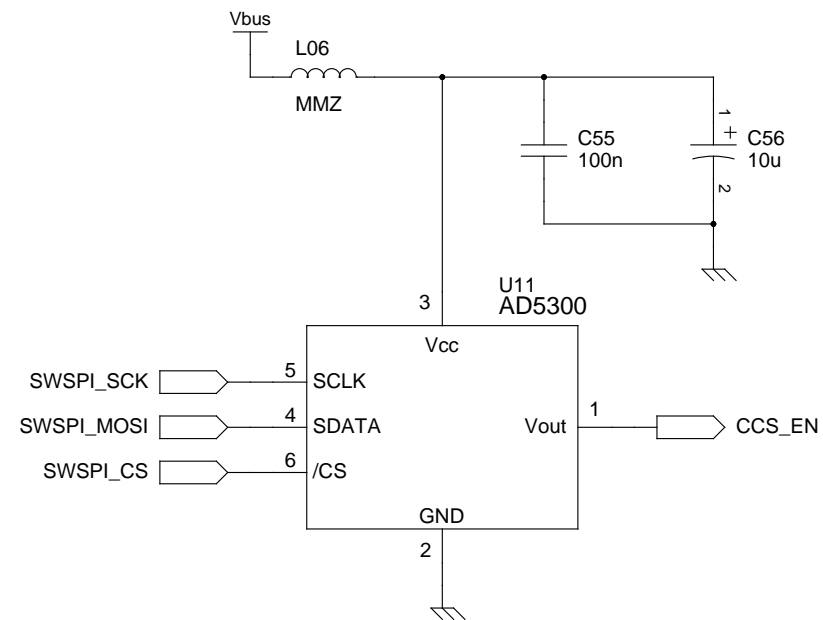 Vbus
L06
MMZ
1
+
C55
100n
C56
10u
2
U11
AD5300
3
Vcc
SWSPI_SCK
5
SCLK
SWSPI_MOSI
4
SDATA
Vout
1
CCS_EN
SWSPI_CS
6
/CS
GND
2